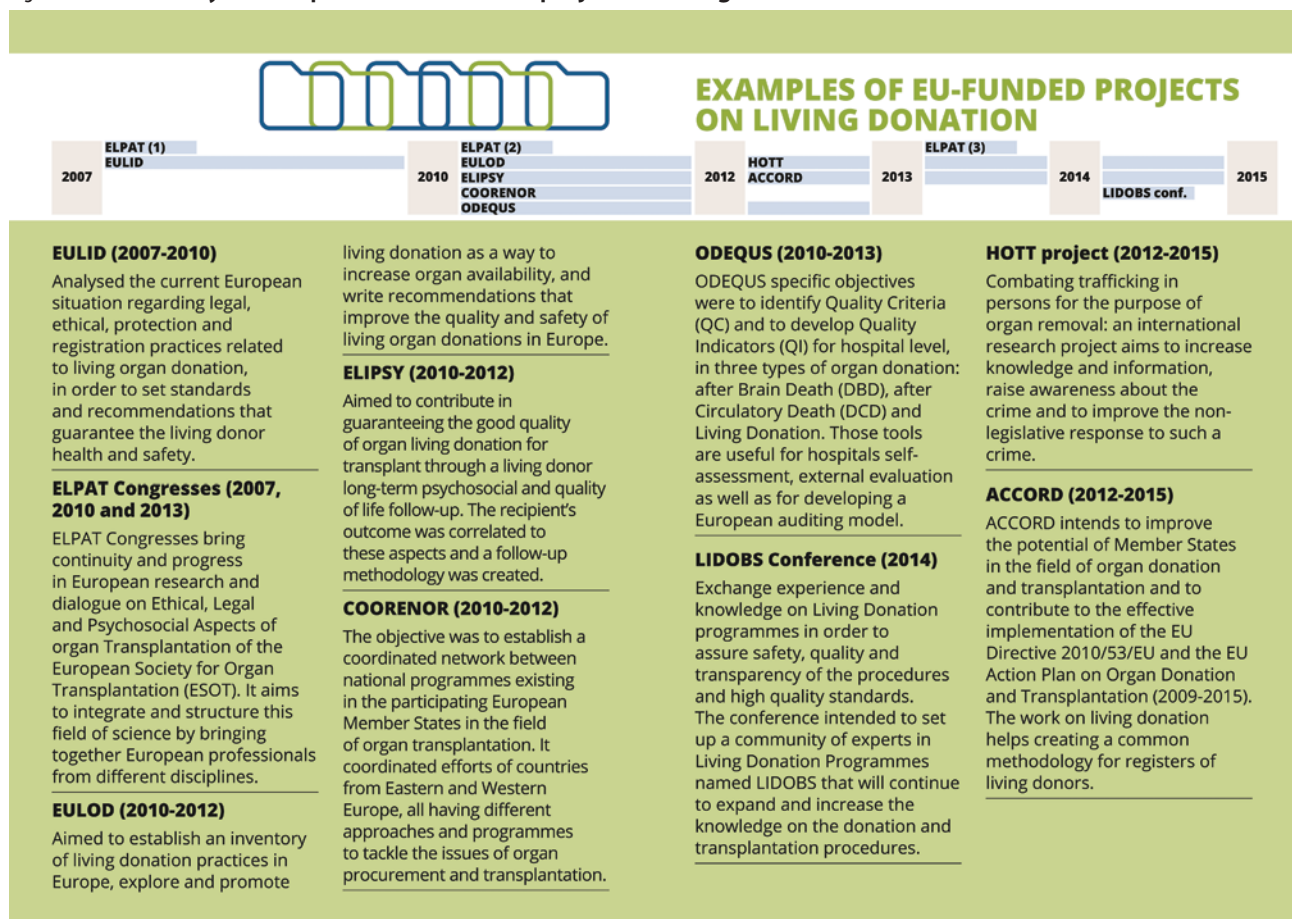 EXAMPLES OF EU-FUNDED PROJECTS
ON LIVING DONATION
2007
ELPAT (1)
EULID
2010
ELPAT (2)
EULOD
ELIPSY
COORENOR
ODEQUS
2012
HOTT
ACCORD
2013
ELPAT (3)
2014
LIDOBS conf.
2015
EULID (2007-2010)
Analysed the current European
situation regarding legal,
ethical, protection and
registration practices related
to living organ donation,
in order to set standards
and recommendations that
guarantee the living donor
health and safety.
ELPAT Congresses (2007,
2010 and 2013)
ELPAT Congresses bring
continuity and progress
in European research and
dialogue on Ethical, Legal
and Psychosocial Aspects of
organ Transplantation of the
European Society for Organ
Transplantation (ESOT). It aims
to integrate and structure this
field of science by bringing
together European professionals
from different disciplines.
EULOD (2010-2012)
Aimed to establish an inventory
of living donation practices in
Europe, explore and promote
living donation as a way to
increase organ availability, and
write recommendations that
improve the quality and safety of
living organ donations in Europe.
ELIPSY (2010-2012)
Aimed to contribute in
guaranteeing the good quality
of organ living donation for
transplant through a living donor
long-term psychosocial and quality
of life follow-up. The recipient's
outcome was correlated to
these aspects and a follow-up
methodology was created.
COORENOR (2010-2012)
The objective was to establish a
coordinated network between
national programmes existing
in the participating European
Member States in the field
of organ transplantation. It
coordinated efforts of countries
from Eastern and Western
Europe, all having different
approaches and programmes
to tackle the issues of organ
procurement and transplantation.
ODEQUS (2010-2013)
ODEQUS specific objectives
were to identify Quality Criteria
(QC) and to develop Quality
Indicators (QI) for hospital level,
in three types of organ donation:
after Brain Death (DBD), after
Circulatory Death (DCD) and
Living Donation. Those tools
are useful for hospitals self-
assessment, external evaluation
as well as for developing a
European auditing model.
LIDOBS Conference (2014)
Exchange experience and
knowledge on Living Donation
programmes in order to
assure safety, quality and
transparency of the procedures
and high quality standards.
The conference intended to set
up a community of experts in
Living Donation Programmes
named LIDOBS that will continue
to expand and increase the
knowledge on the donation and
transplantation procedures.
HOTT project (2012-2015)
Combating trafficking in
persons for the purpose of
organ removal: an international
research project aims to increase
knowledge and information,
raise awareness about the
crime and to improve the non-
legislative response to such a
crime.
ACCORD (2012-2015)
ACCORD intends to improve
the potential of Member States
in the field of organ donation
and transplantation and to
contribute to the effective
implementation of the EU
Directive 2010/53/EU and the EU
Action Plan on Organ Donation
and Transplantation (2009-2015).
The work on living donation
helps creating a common
methodology for registers of
living donors.